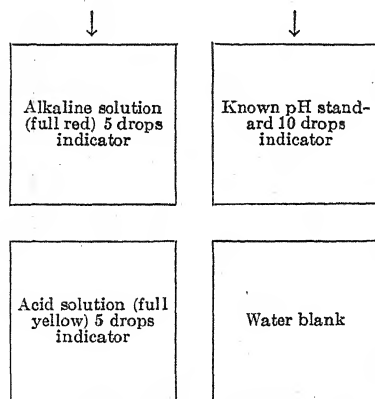 Alkaline solution
(full red) 5 drops
indicator
Known pH stand-
ard 10 drops
indicator
Acid solution (full
yellow) 5 drops
indicator
Water blank